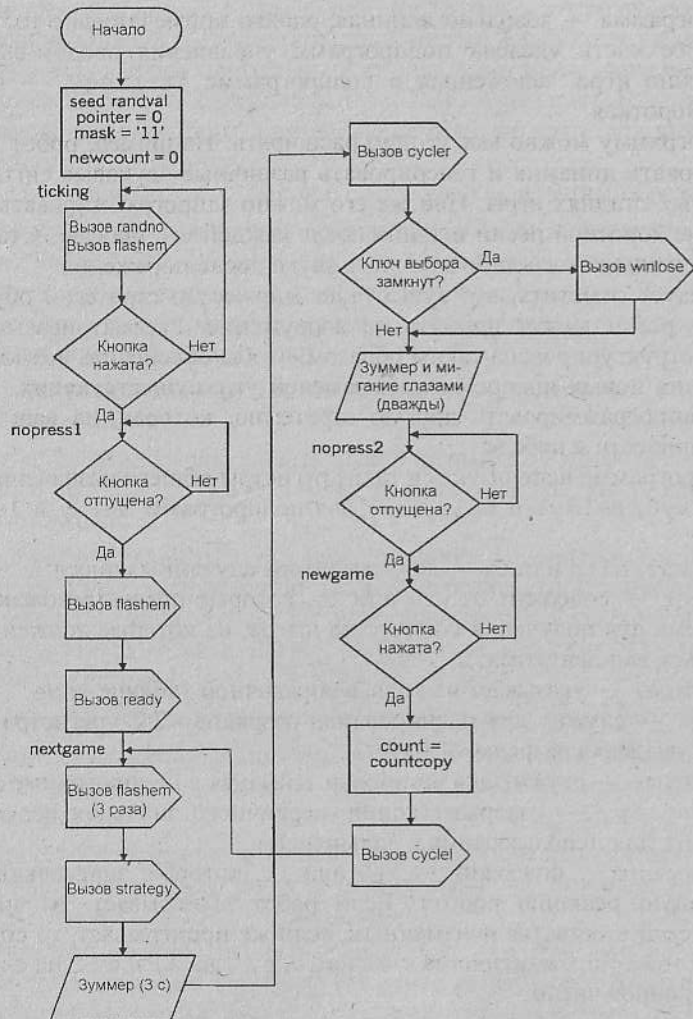 Начало
seed randval
pointer = 0
mask = '11'
newcount = 0
ticking
Вызов randno
Вызов flashem
Кнопка
нажата?
Нет
Да
nopress1
Кнопка
отпущена?
Нет
Да
Вызов flashem
Вызов ready
nextgame
Вызов flashem
(3 раза)
Вызов strategy
Зуммер (3 с)
Вызов cycler
Ключ выбора
замкнут?
Да
Вызов winlose
Нет
Зуммер и ми-
гание глазами
(дважды)
nopress2
Кнопка
отпущена?
Нет
Да
newgame
Кнопка
нажата?
Нет
Да
count =
countcopy
Вызов cyclel